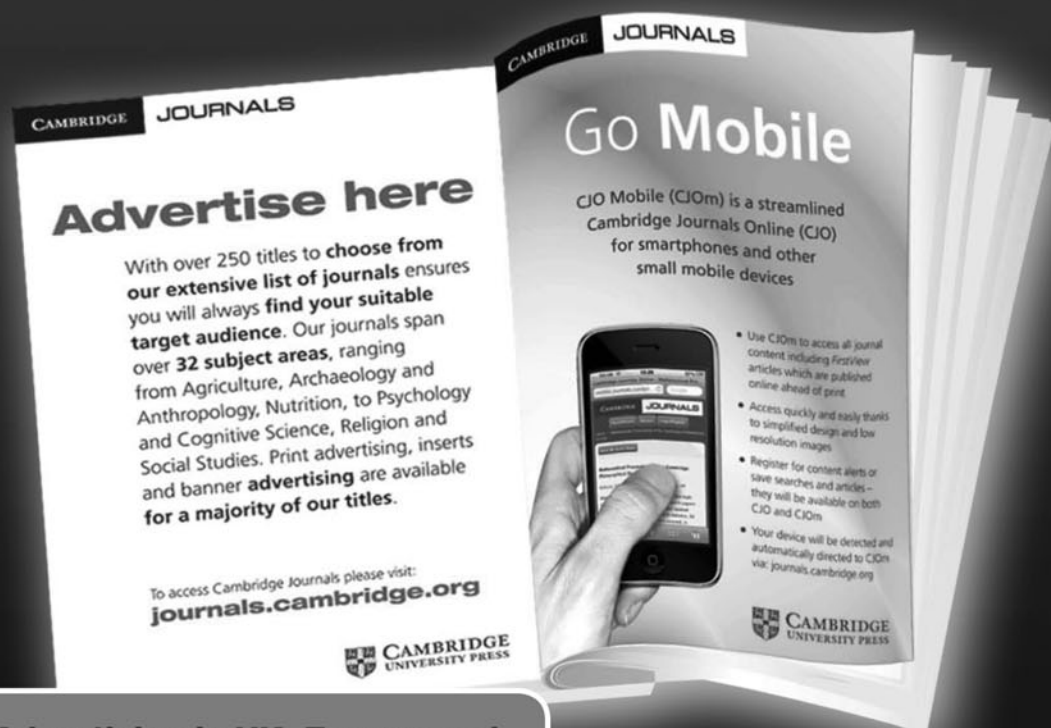 CAMBRIDGE JOURNALS
Advertise here
With over 250 titles to choose from
our extensive list of journals ensures
you will always find your suitable
target audience. Our journals span
over 32 subject areas, ranging
from Agriculture, Archaeology and
Anthropology, Nutrition, to Psychology
and Cognitive Science, Religion and
Social Studies. Print advertising, inserts
and banner advertising are available
for a majority of our titles.
To access Cambridge Journals please visit:
journals.cambridge.org
CAMBRIDGE
UNIVERSITY PRESS
CAMBRIDGE JOURNALS
Go Mobile
CJO Mobile (CJOm) is a streamlined
Cambridge Journals Online (CJO)
for smartphones and other
small mobile devices
• Use CJOm to access all journal
content including FirstView
articles which are published
online ahead of print
• Access quickly and easily thanks
to simplified design and low
resolution images
• Register for content alerts or
save searches and articles –
they will be available on both
CJO and CJOm
• Your device will be detected and
automatically directed to CJOm
via: journals.cambridge.org
CAMBRIDGE JOURNALS
CAMBRIDGE
UNIVERSITY PRESS